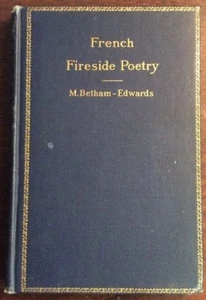 French
Fireside Poetry
M. Betham-Edwards